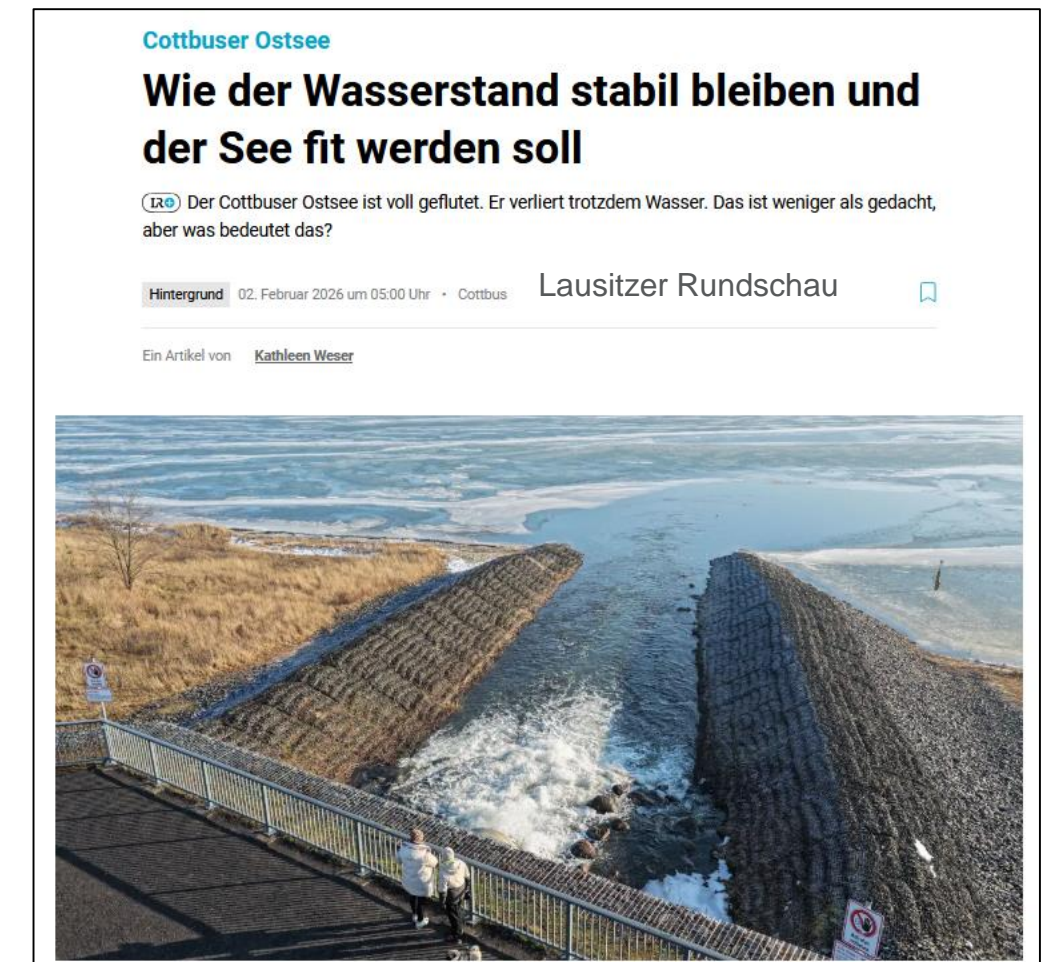 Cottbuser Ostsee
Wie der Wasserstand stabil bleiben und
der See fit werden soll
LR+ Der Cottbuser Ostsee ist voll geflutet. Er verliert trotzdem Wasser. Das ist weniger als gedacht,
aber was bedeutet das?
Hintergrund 02. Februar 2026 um 05:00 Uhr • Cottbus Lausitzer Rundschau
Ein Artikel von Kathleen Weser